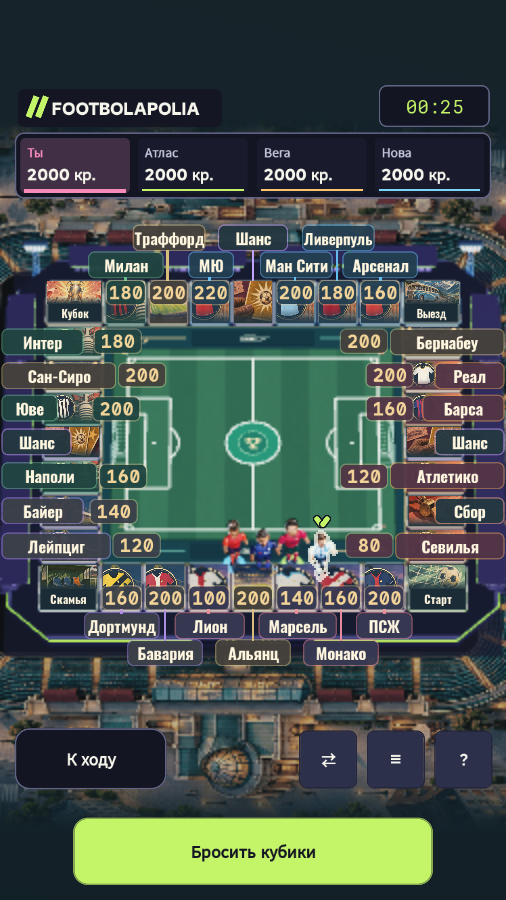 FOOTBOLAPOLIA
00:25
Ты Атлас Вега Нова
2000 кр. 2000 кр. 2000 кр. 2000 кр.
Траффорд Шанс Ливерпуль
Милан МЮ Ман Сити Арсенал
180 200 220 200 180 160
Кубок Выезд
Интер 180 200 Бернабеу
Сан-Сиро 200 200 Реал
Юве 200 160 Барса
Шанс Шанс
Наполи 160 120 Атлетико
Байер 140 Сбор
Лейпциг 120 80 Севилья
Скамья 160 200 100 200 140 160 200 Старт
Дортмунд Лион Марсель ПСЖ
Бавария Альянц Монако
К ходу ⇄ ≡ ?
Бросить кубики